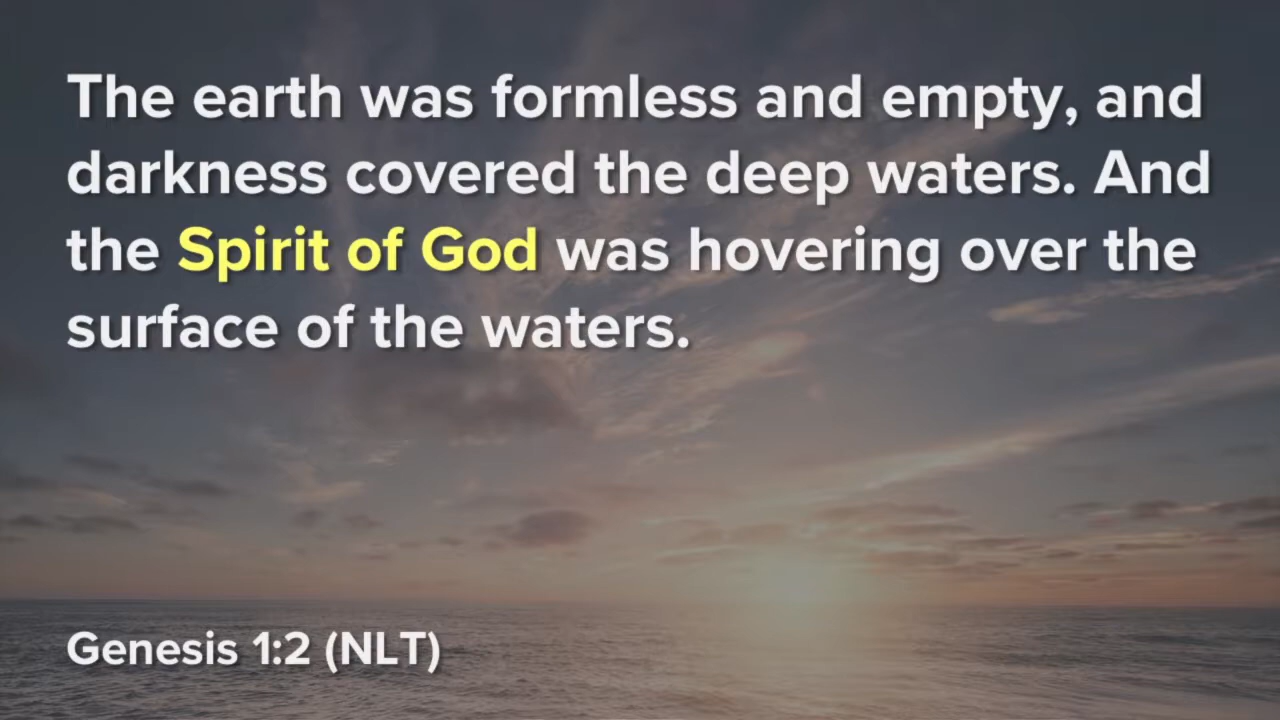 The earth was formless and empty, and
darkness covered the deep waters. And
the Spirit of God was hovering over the
surface of the waters.
Genesis 1:2 (NLT)